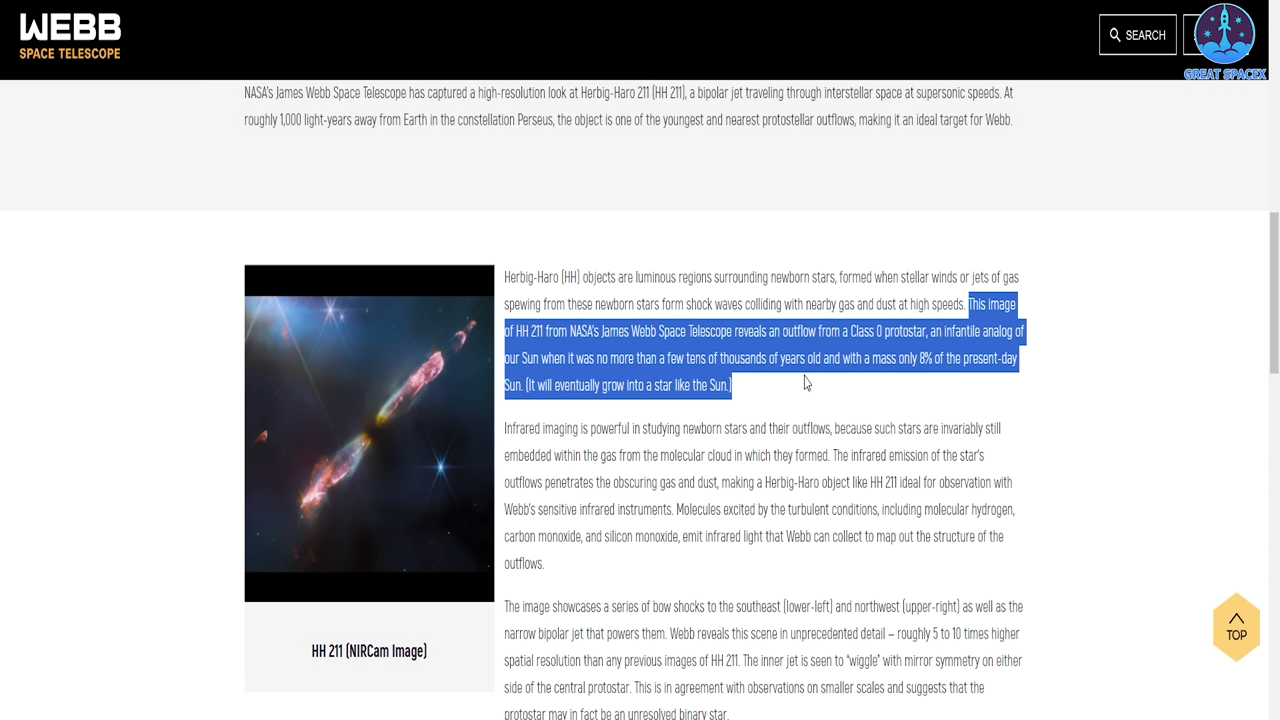 WEBB
SPACE TELESCOPE
SEARCH
GREAT SPACEX
NASA's James Webb Space Telescope has captured a high-resolution look at Herbig-Haro 211 (HH 211), a bipolar jet traveling through interstellar space at supersonic speeds. At
roughly 1,000 light-years away from Earth in the constellation Perseus, the object is one of the youngest and nearest protostellar outflows, making it an ideal target for Webb.
Herbig-Haro (HH) objects are luminous regions surrounding newborn stars, formed when stellar winds or jets of gas
spewing from these newborn stars form shock waves colliding with nearby gas and dust at high speeds. This image
of HH 211 from NASA's James Webb Space Telescope reveals an outflow from a Class 0 protostar, an infantile analog of
our Sun when it was no more than a few tens of thousands of years old and with a mass only 8% of the present-day
Sun. (It will eventually grow into a star like the Sun.)
Infrared imaging is powerful in studying newborn stars and their outflows, because such stars are invariably still
embedded within the gas from the molecular cloud in which they formed. The infrared emission of the star's
outflows penetrates the obscuring gas and dust, making a Herbig-Haro object like HH 211 ideal for observation with
Webb's sensitive infrared instruments. Molecules excited by the turbulent conditions, including molecular hydrogen,
carbon monoxide, and silicon monoxide, emit infrared light that Webb can collect to map out the structure of the
outflows.
The image showcases a series of bow shocks to the southeast (lower-left) and northwest (upper-right) as well as the
narrow bipolar jet that powers them. Webb reveals this scene in unprecedented detail – roughly 5 to 10 times higher
spatial resolution than any previous images of HH 211. The inner jet is seen to "wiggle" with mirror symmetry on either
side of the central protostar. This is in agreement with observations on smaller scales and suggests that the
protostar may in fact be an unresolved binary star.
HH 211 (NIRCam Image)
TOP